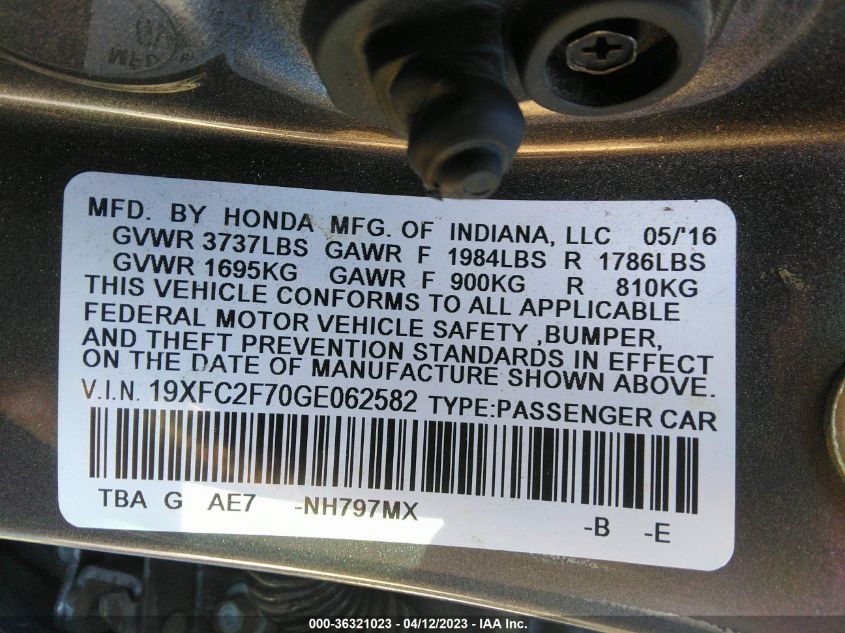 MFD. BY HONDA MFG. OF INDIANA, LLC 05/'16
GVWR 3737LBS GAWR F 1984LBS R 1786LBS
GVWR 1695KG GAWR F 900KG R 810KG
THIS VEHICLE CONFORMS TO ALL APPLICABLE
FEDERAL MOTOR VEHICLE SAFETY ,BUMPER,
AND THEFT PREVENTION STANDARDS IN EFFECT
ON THE DATE OF MANUFACTURE SHOWN ABOVE.
V.I.N. 19XFC2F70GE062582 TYPE:PASSENGER CAR
TBA G AE7 -NH797MX -B -E
000-36321023 - 04/12/2023 - IAA Inc.